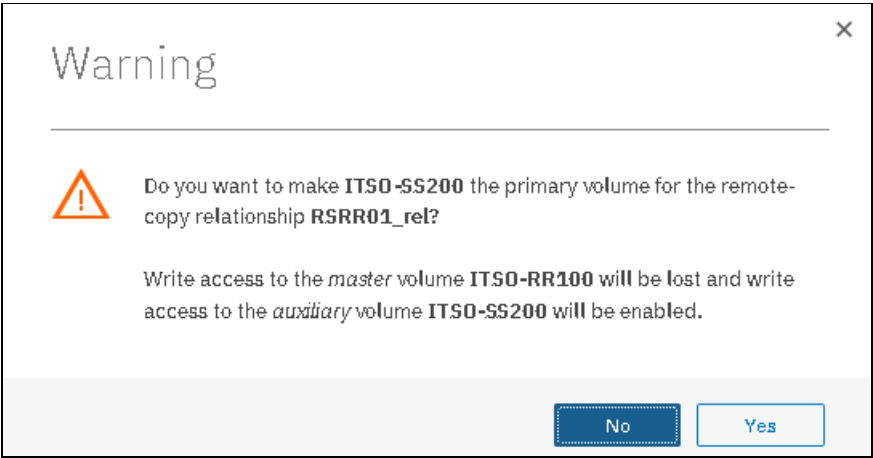 Warning
Do you want to make ITSO-SS200 the primary volume for the remote-
copy relationship RSRR01_rel?
Write access to the master volume ITSO-RR100 will be lost and write
access to the auxiliary volume ITSO-SS200 will be enabled.
No
Yes